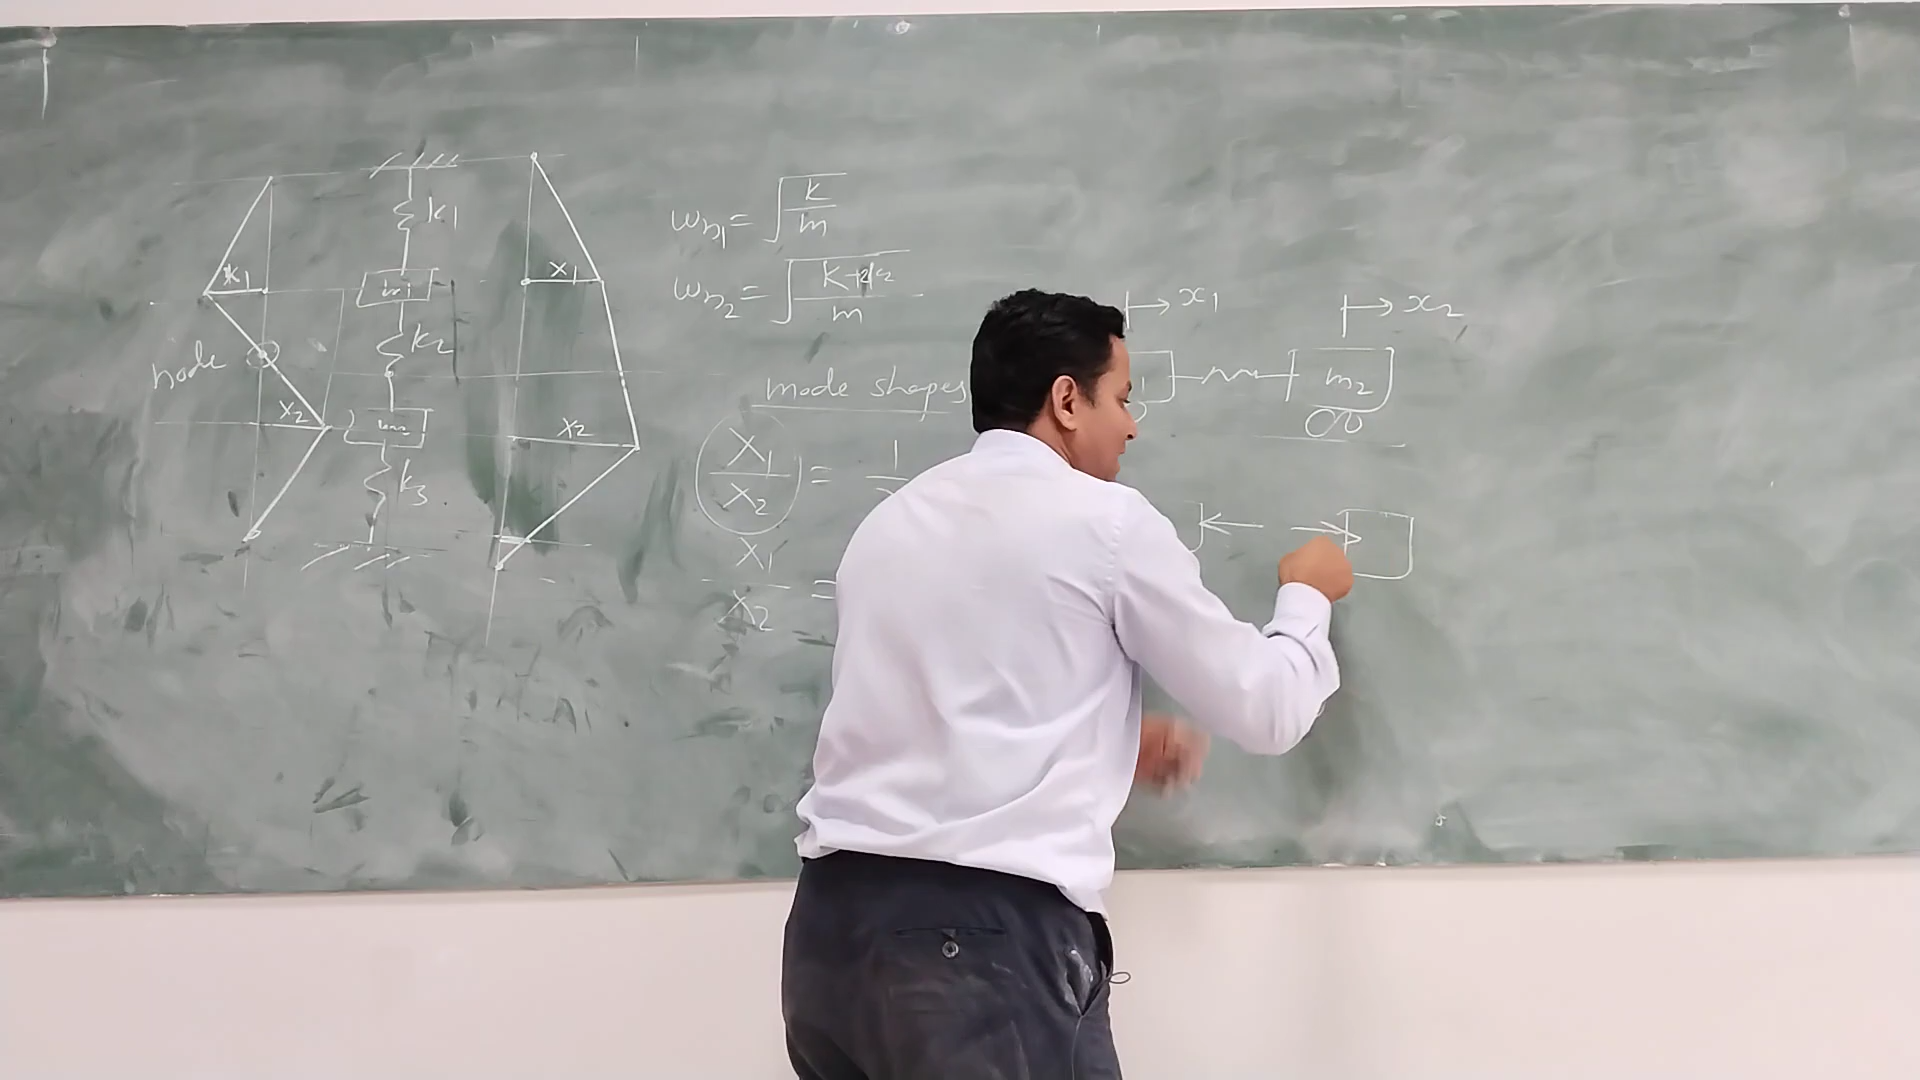 k1
x1
m1
k2
node
x2
m2
k3
x1
x2
ωn1 = √k/m
ωn2 = √k+2k2/m
mode shapes
X1/X2 = 1/
X1/X2 =
x1
x2
1
m2